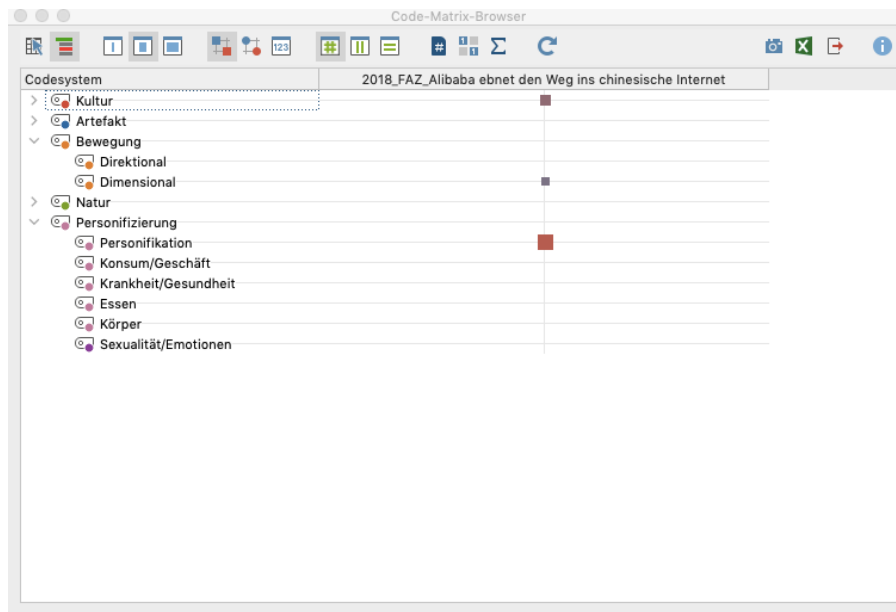 Code-Matrix-Browser
123
Codesystem 2018_FAZ_Alibaba ebnet den Weg ins chinesische Internet
Kultur
Artefakt
Bewegung
Direktional
Dimensional
Natur
Personifizierung
Personifikation
Konsum/Geschäft
Krankheit/Gesundheit
Essen
Körper
Sexualität/Emotionen